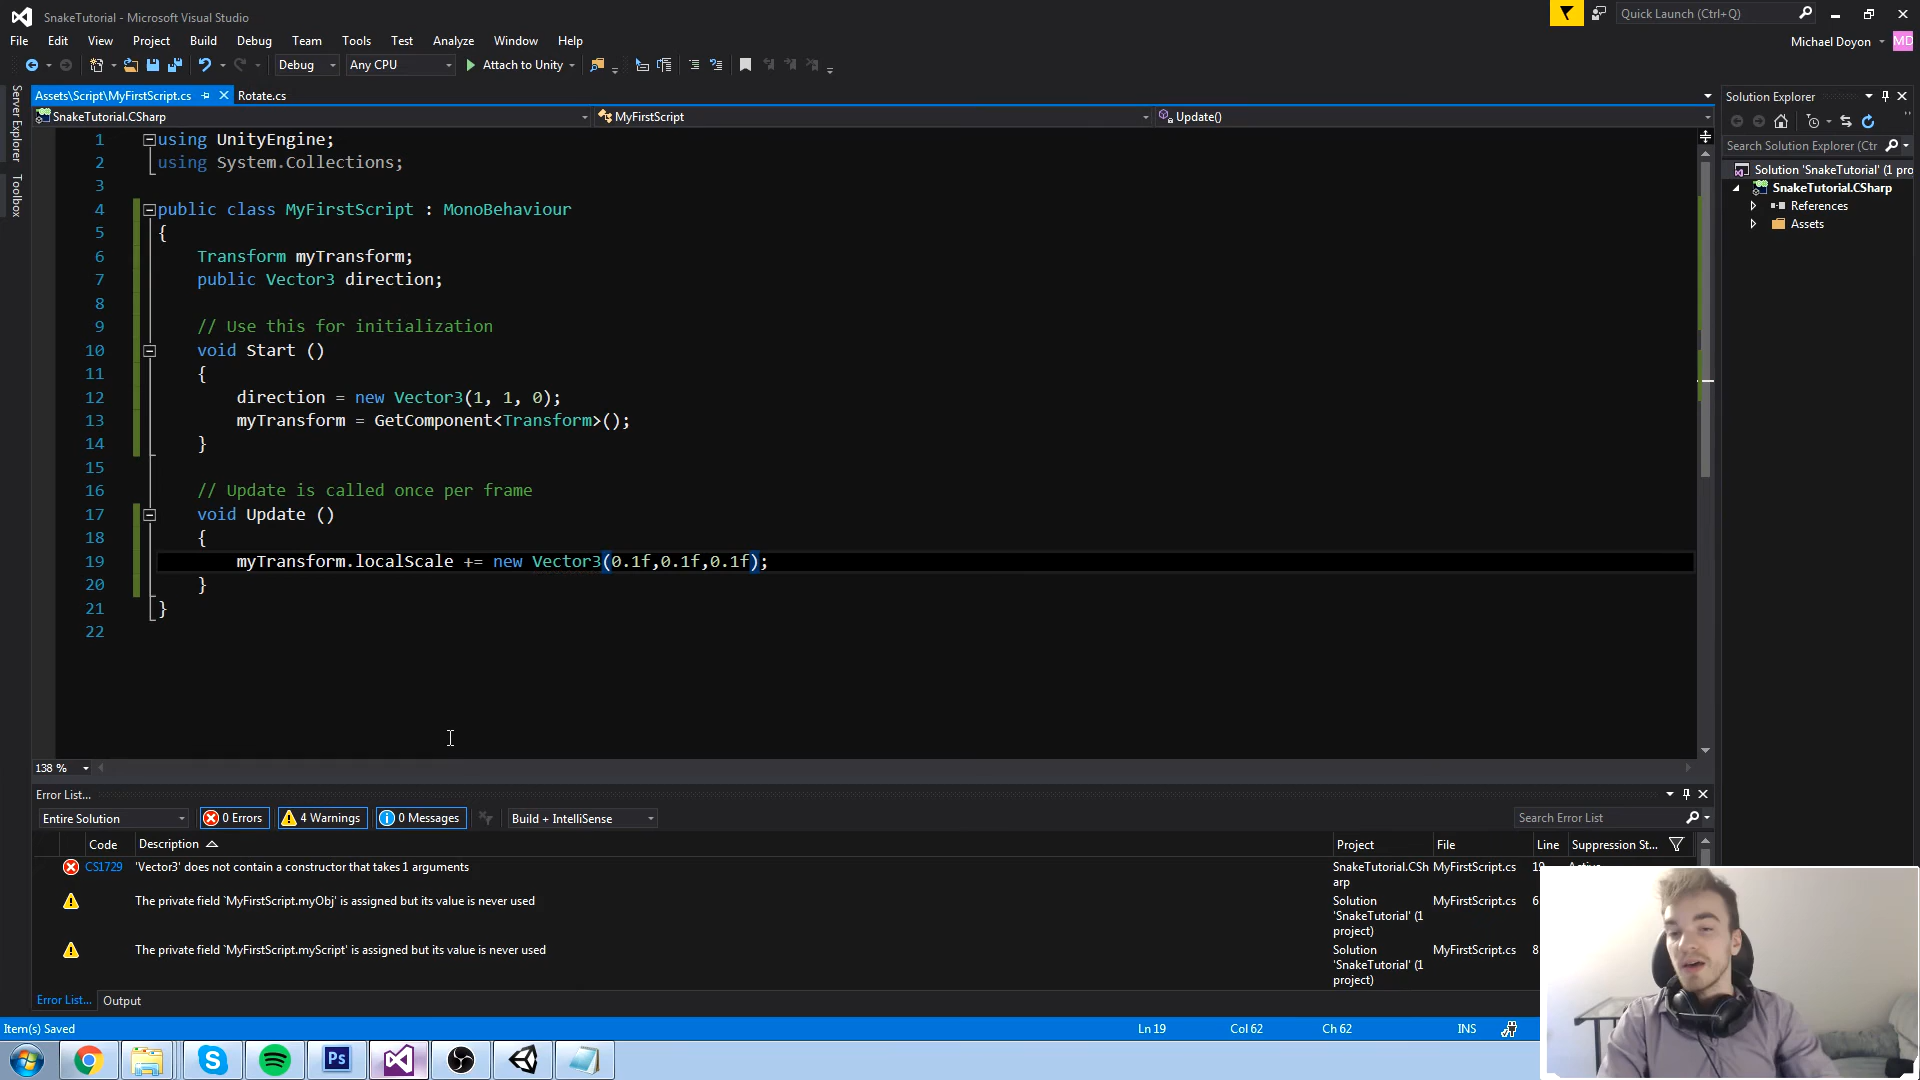 SnakeTutorial - Microsoft Visual Studio
Quick Launch (Ctrl+Q)
File Edit View Project Build Debug Team Tools Test Analyze Window Help
Michael Doyon MD
Debug Any CPU Attach to Unity
Server Explorer
Toolbox
Assets\Script\MyFirstScript.cs Rotate.cs
SnakeTutorial.CSharp MyFirstScript Update()
1 using UnityEngine;
2 using System.Collections;
3
4 public class MyFirstScript : MonoBehaviour
5 {
6 Transform myTransform;
7 public Vector3 direction;
8
9 // Use this for initialization
10 void Start ()
11 {
12 direction = new Vector3(1, 1, 0);
13 myTransform = GetComponent<Transform>();
14 }
15
16 // Update is called once per frame
17 void Update ()
18 {
19 myTransform.localScale += new Vector3(0.1f,0.1f,0.1f);
20 }
21 }
22
138 %
Solution Explorer
Search Solution Explorer (Ctr
Solution 'SnakeTutorial' (1 pro
SnakeTutorial.CSharp
References
Assets
Error List...
Entire Solution 0 Errors 4 Warnings 0 Messages Build + IntelliSense Search Error List
Code Description Project File Line Suppression St...
CS1729 'Vector3' does not contain a constructor that takes 1 arguments SnakeTutorial.CSh MyFirstScript.cs 19 Active
arp
The private field `MyFirstScript.myObj' is assigned but its value is never used Solution MyFirstScript.cs 6
'SnakeTutorial' (1
project)
The private field `MyFirstScript.myScript' is assigned but its value is never used Solution MyFirstScript.cs 8
'SnakeTutorial' (1
project)
Error List... Output
Item(s) Saved Ln 19 Col 62 Ch 62 INS
Ps